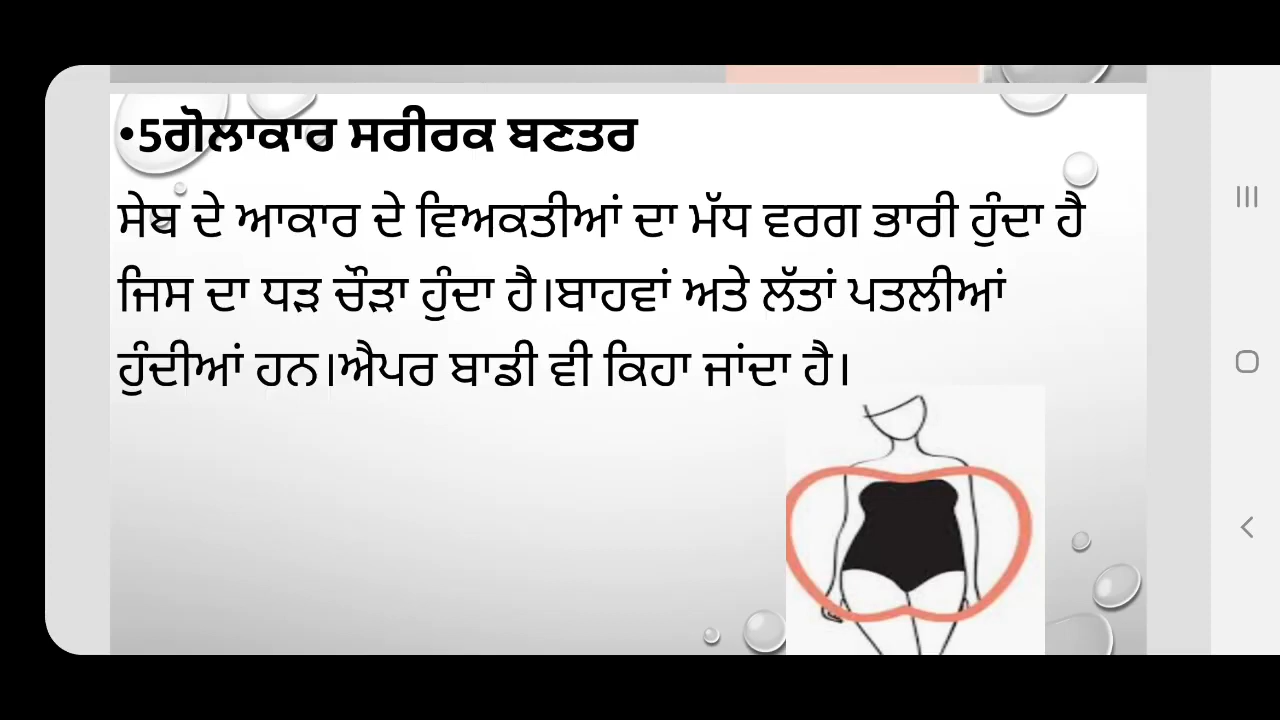 •5ਗੋਲਾਕਾਰ ਸਰੀਰਕ ਬਣਤਰ
ਸੇਬ ਦੇ ਆਕਾਰ ਦੇ ਵਿਅਕਤੀਆਂ ਦਾ ਮੱਧ ਵਰਗ ਭਾਰੀ ਹੁੰਦਾ ਹੈ
ਜਿਸ ਦਾ ਧੜ ਚੌੜਾ ਹੁੰਦਾ ਹੈ।ਬਾਹਵਾਂ ਅਤੇ ਲੱਤਾਂ ਪਤਲੀਆਂ
ਹੁੰਦੀਆਂ ਹਨ।ਐਪਰ ਬਾਡੀ ਵੀ ਕਿਹਾ ਜਾਂਦਾ ਹੈ।